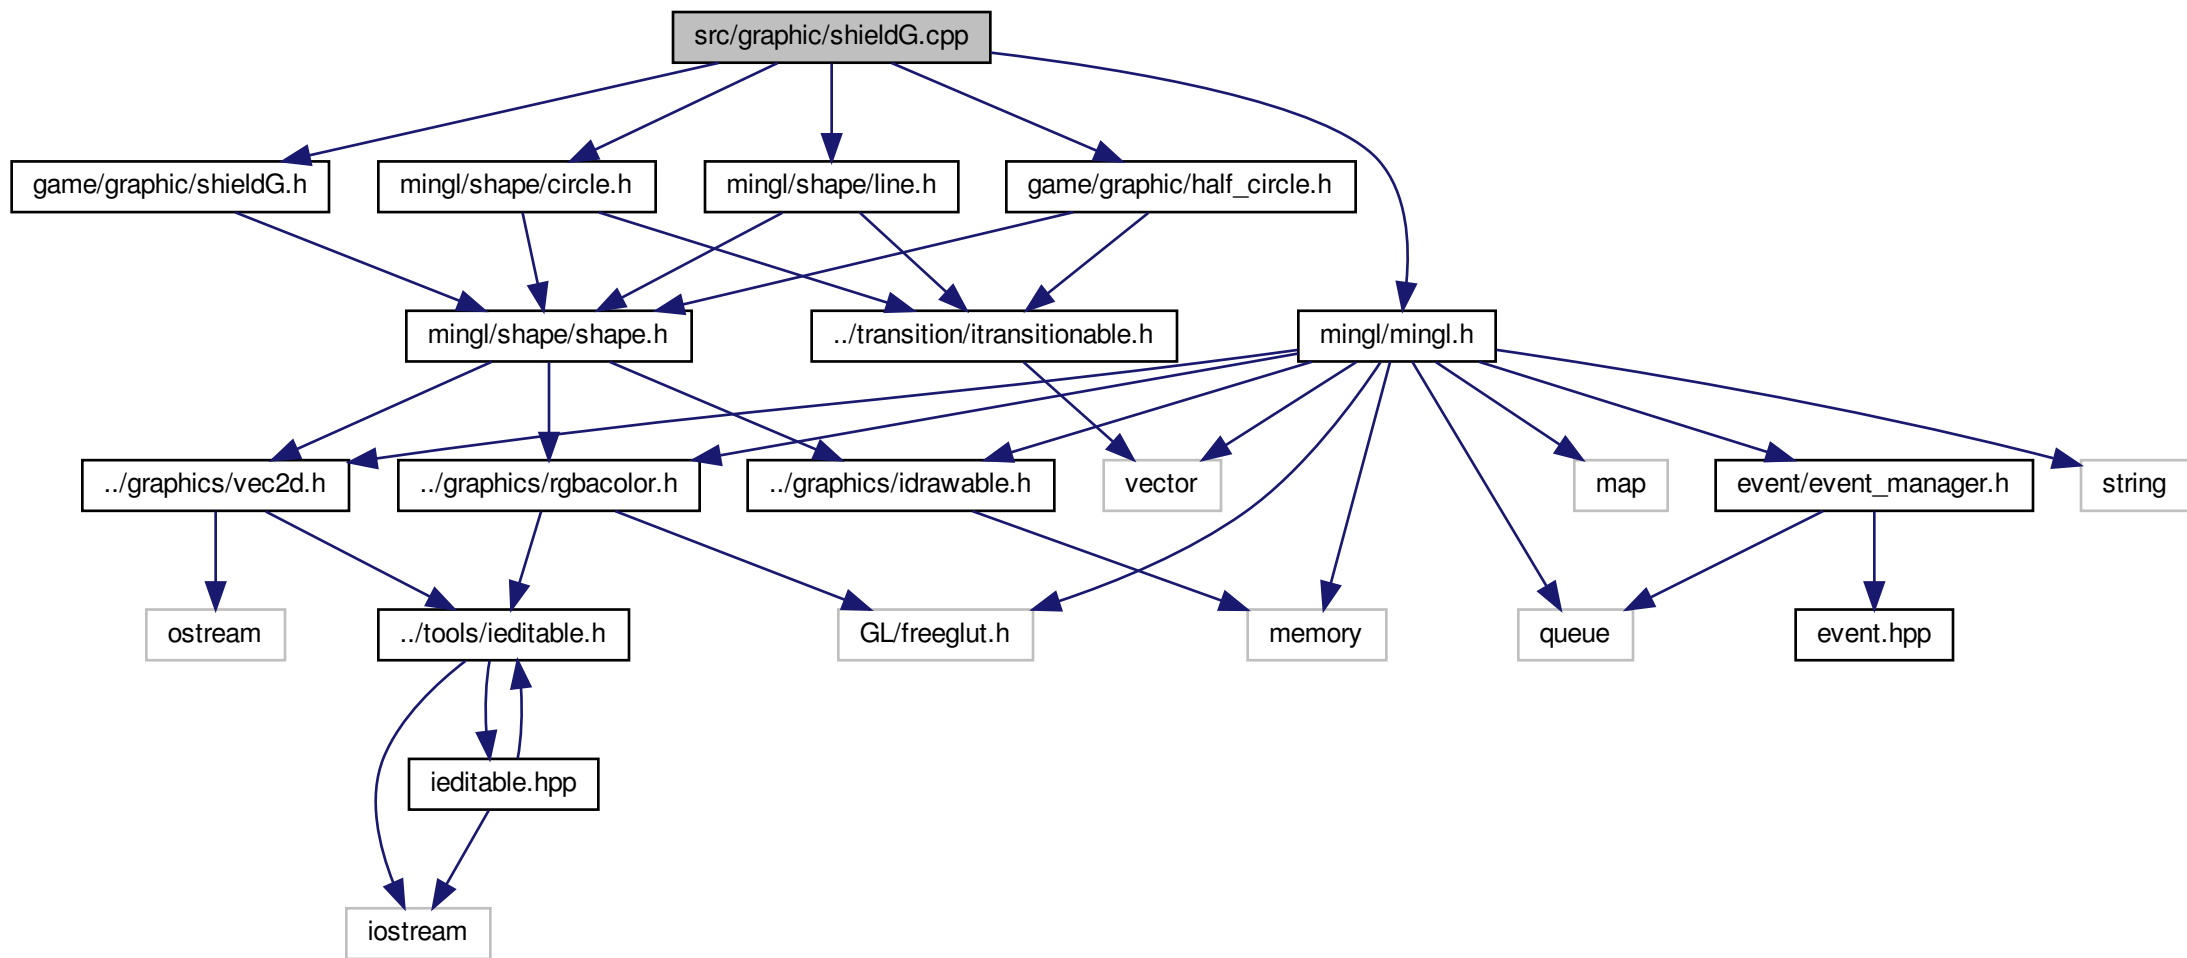 src/graphic/shieldG.cpp
game/graphic/shieldG.h
mingl/shape/circle.h
mingl/shape/line.h
game/graphic/half_circle.h
mingl/shape/shape.h
../transition/itransitionable.h
mingl/mingl.h
../graphics/vec2d.h
../graphics/rgbacolor.h
../graphics/idrawable.h
vector
map
event/event_manager.h
string
ostream
../tools/ieditable.h
GL/freeglut.h
memory
queue
event.hpp
ieditable.hpp
iostream